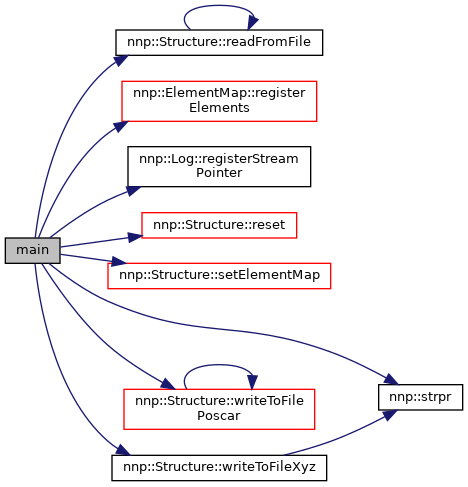 nnp::Structure::readFromFile
nnp::ElementMap::register
Elements
nnp::Log::registerStream
Pointer
nnp::Structure::reset
main
nnp::Structure::setElementMap
nnp::Structure::writeToFile
Poscar
nnp::strpr
nnp::Structure::writeToFileXyz